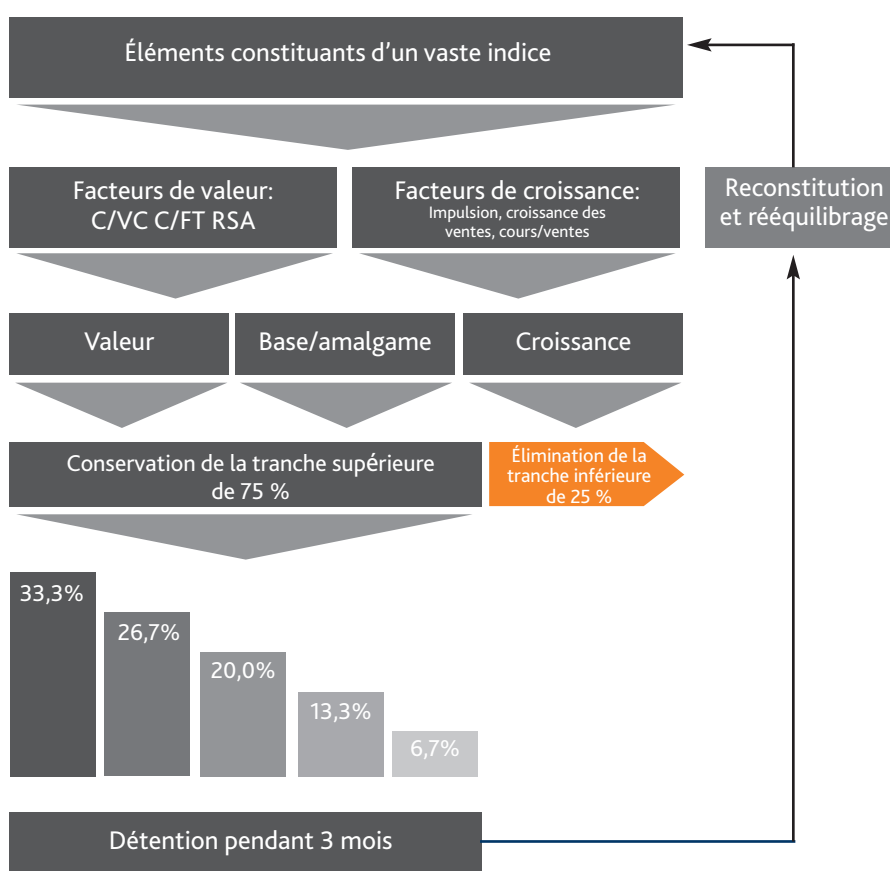 Éléments constituants d’un vaste indice
Facteurs de valeur:
C/VC C/FT RSA
Facteurs de croissance:
Impulsion, croissance des
ventes, cours/ventes
Reconstitution
et rééquilibrage
Valeur
Base/amalgame
Croissance
Conservation de la tranche supérieure
de 75 %
Élimination de la
tranche inférieure
de 25 %
33,3%
26,7%
20,0%
13,3%
6,7%
Détention pendant 3 mois